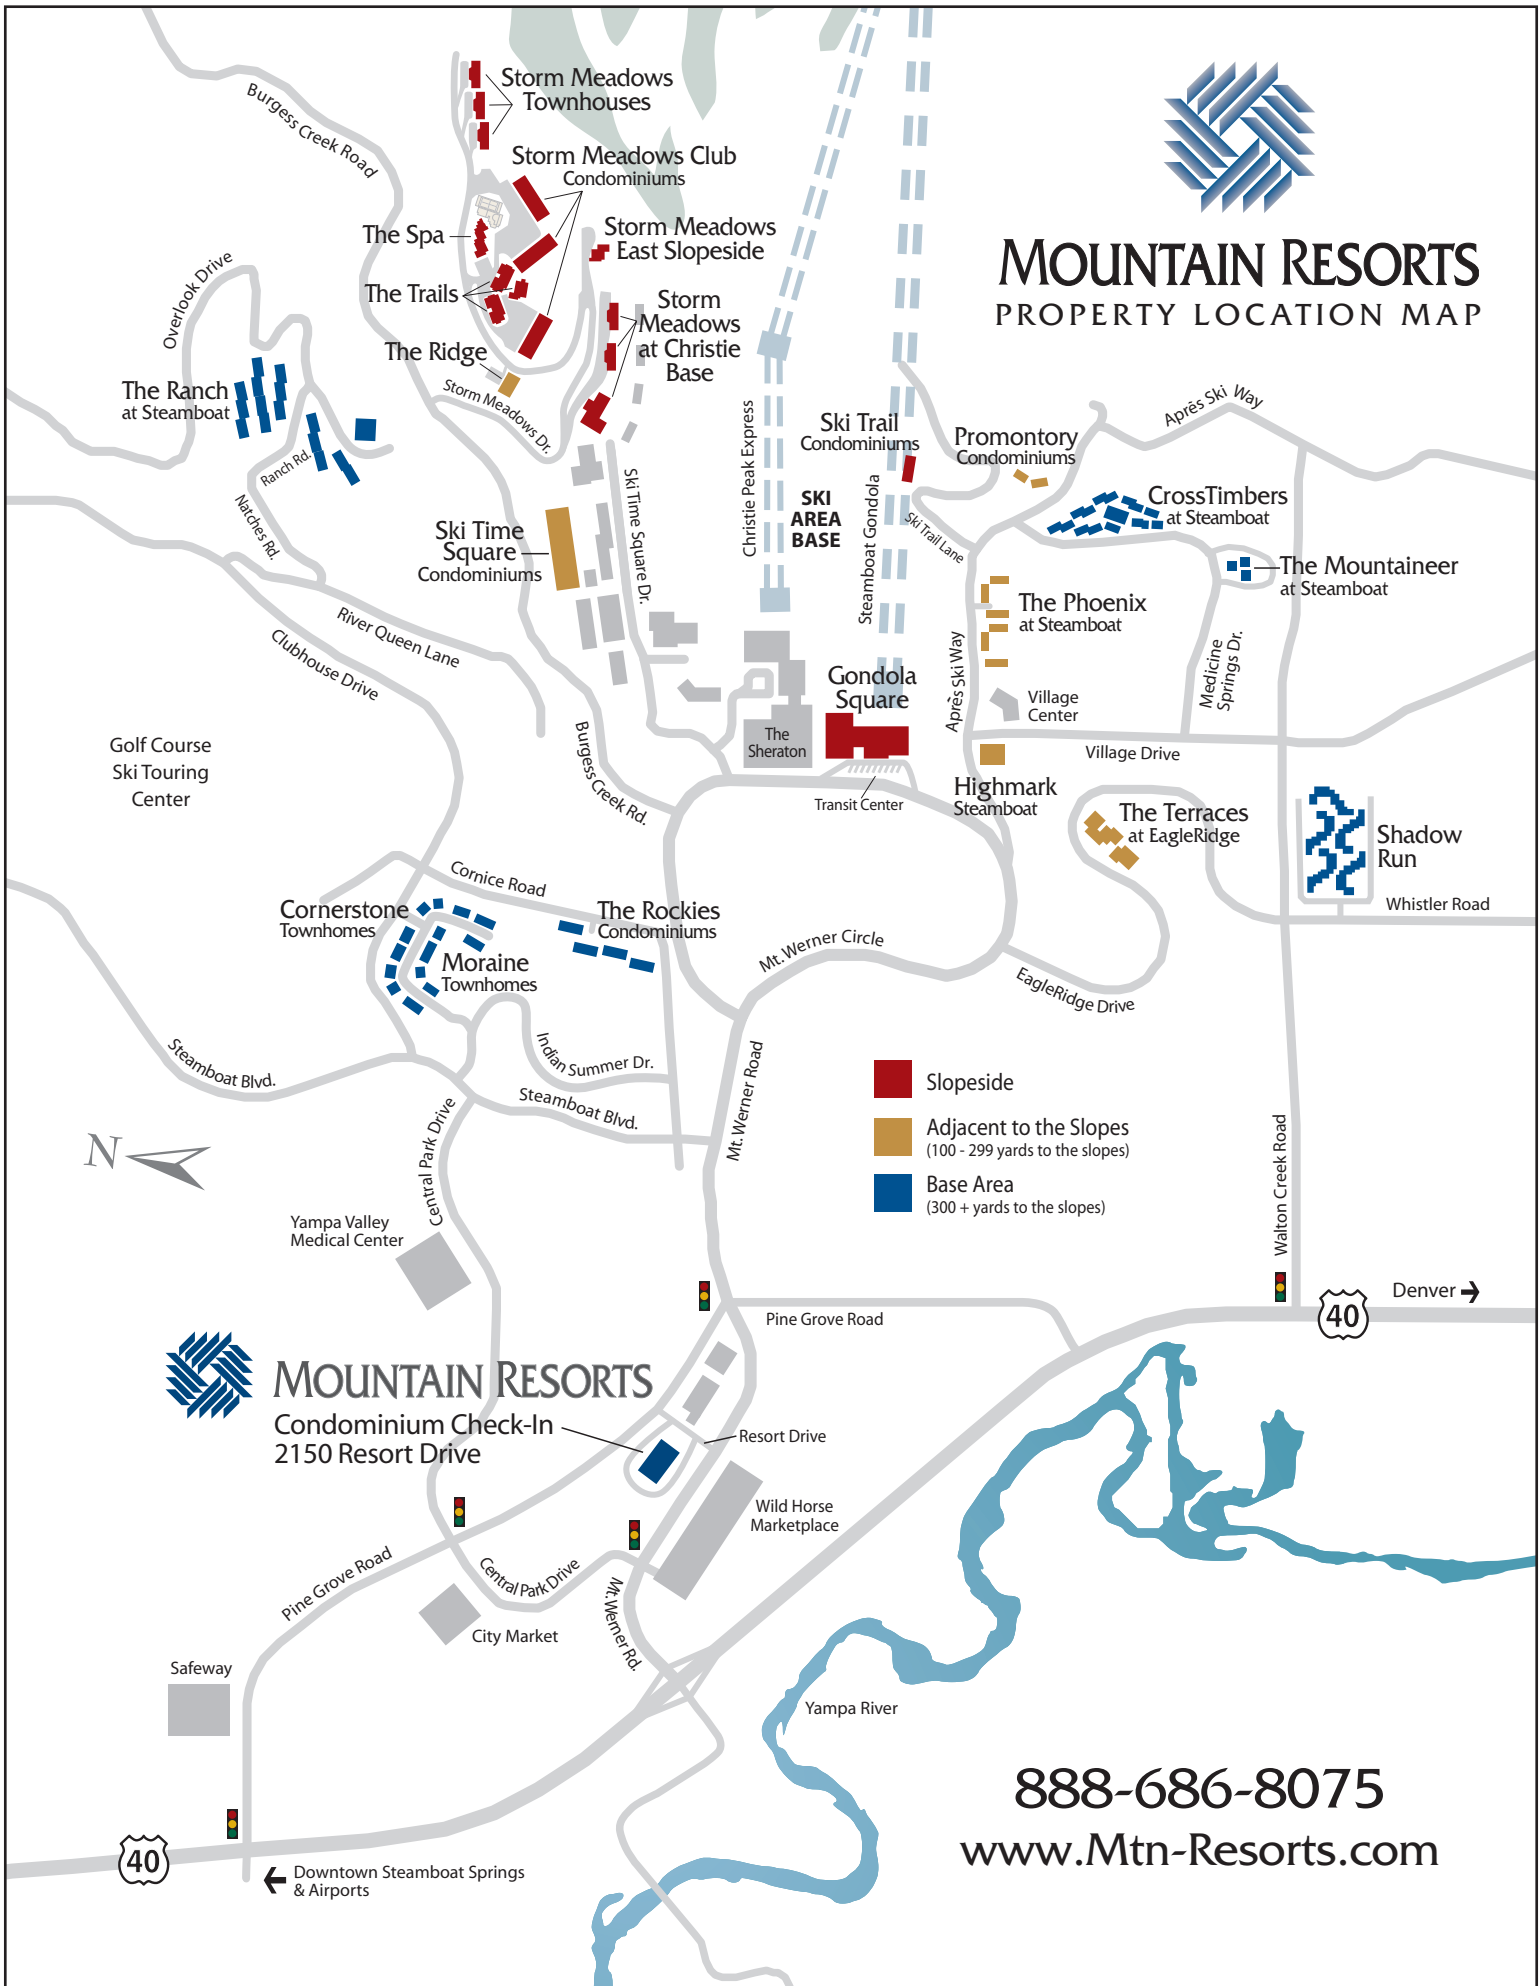 MOUNTAIN RESORTS
PROPERTY LOCATION MAP
Burgess Creek Road
Storm Meadows
Townhouses
Storm Meadows Club
Condominiums
The Spa
Storm Meadows
East Slopeside
The Trails
Storm
Meadows
at Christie
Base
Overlook Drive
The Ridge
Storm Meadows Dr.
The Ranch
at Steamboat
Ranch Rd.
Natches Rd.
Ski Time
Square
Condominiums
Ski Time Square Dr.
Christie Peak Express
SKI
AREA
BASE
Steamboat Gondola
Ski Trail
Condominiums
Ski Trail Lane
Promontory
Condominiums
Après Ski Way
CrossTimbers
at Steamboat
The Mountaineer
at Steamboat
The Phoenix
at Steamboat
Après Ski Way
Medicine
Springs Dr.
Village
Center
Village Drive
River Queen Lane
Clubhouse Drive
Gondola
Square
The
Sheraton
Transit Center
Highmark
Steamboat
The Terraces
at EagleRidge
Shadow
Run
Whistler Road
Golf Course
Ski Touring
Center
Burgess Creek Rd.
Cornice Road
Cornerstone
Townhomes
The Rockies
Condominiums
Moraine
Townhomes
Mt. Werner Circle
EagleRidge Drive
Steamboat Blvd.
Indian Summer Dr.
Steamboat Blvd.
Mt. Werner Road
Central Park Drive
N
Slopeside
Adjacent to the Slopes
(100 - 299 yards to the slopes)
Base Area
(300 + yards to the slopes)
Walton Creek Road
Yampa Valley
Medical Center
Denver
40
Pine Grove Road
MOUNTAIN RESORTS
Condominium Check-In
2150 Resort Drive
Resort Drive
Wild Horse
Marketplace
Pine Grove Road
Central Park Drive
Mt. Werner Rd.
City Market
Safeway
Yampa River
888-686-8075
www.Mtn-Resorts.com
40
Downtown Steamboat Springs
& Airports